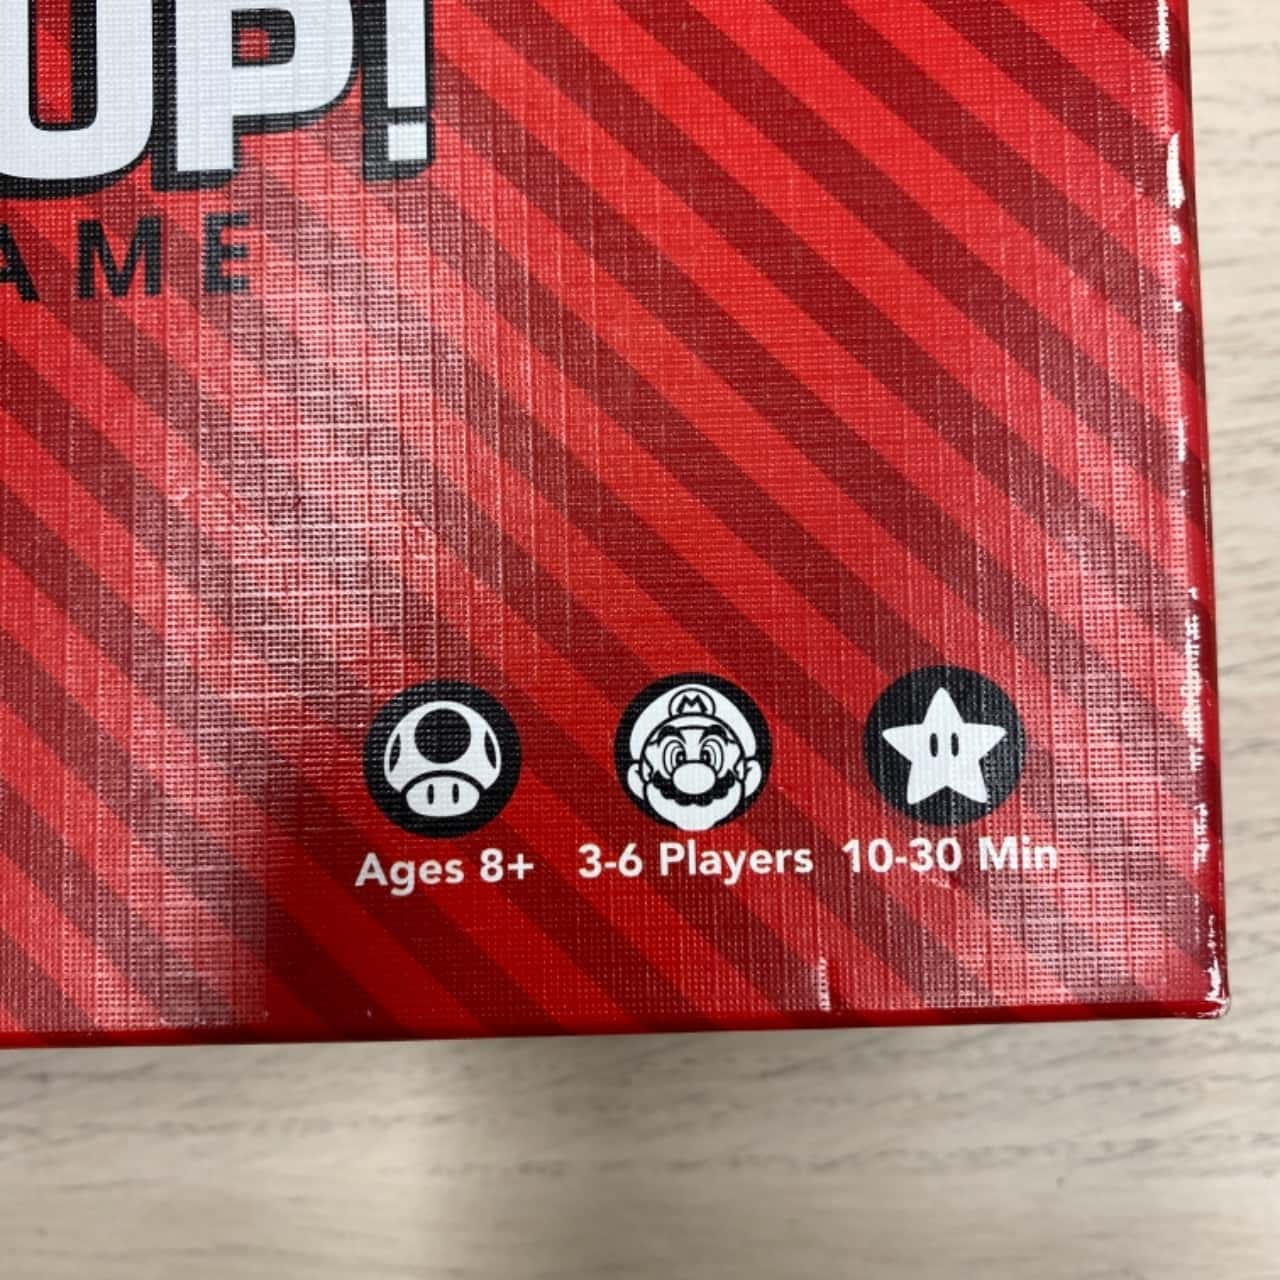 UP!
AME
M
Ages 8+ 3-6 Players 10-30 Min